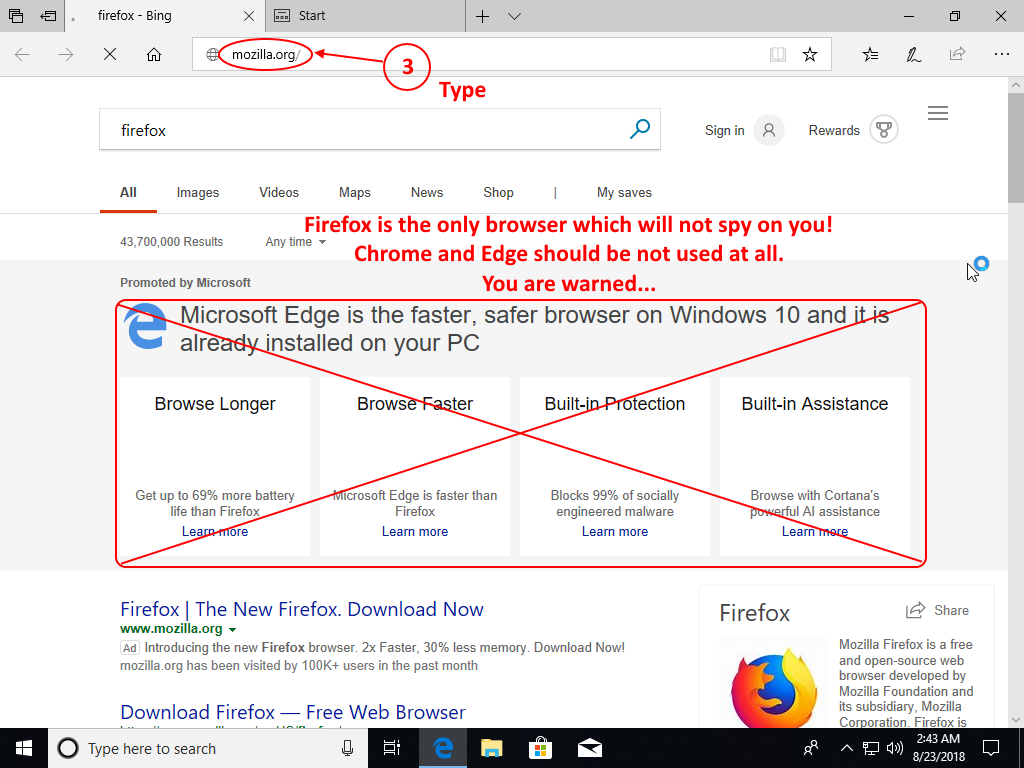 firefox - Bing
Start
mozilla.org/
3
Type
firefox
Sign in
Rewards
All Images Videos Maps News Shop | My saves
Firefox is the only browser which will not spy on you!
43,700,000 Results Any time
Chrome and Edge should be not used at all.
You are warned...
Promoted by Microsoft
Microsoft Edge is the faster, safer browser on Windows 10 and it is
already installed on your PC
Browse Longer
Get up to 69% more battery
life than Firefox
Learn more
Browse Faster
Microsoft Edge is faster than
Firefox
Learn more
Built-in Protection
Blocks 99% of socially
engineered malware
Learn more
Built-in Assistance
Browse with Cortana's
powerful AI assistance
Learn more
Firefox | The New Firefox. Download Now
www.mozilla.org
Ad Introducing the new Firefox browser. 2x Faster, 30% less memory. Download Now!
mozilla.org has been visited by 100K+ users in the past month
Download Firefox — Free Web Browser
Firefox
Share
Mozilla Firefox is a free
and open-source web
browser developed by
Mozilla Foundation and
its subsidiary, Mozilla
Corporation. Firefox is
Type here to search
2:43 AM
8/23/2018